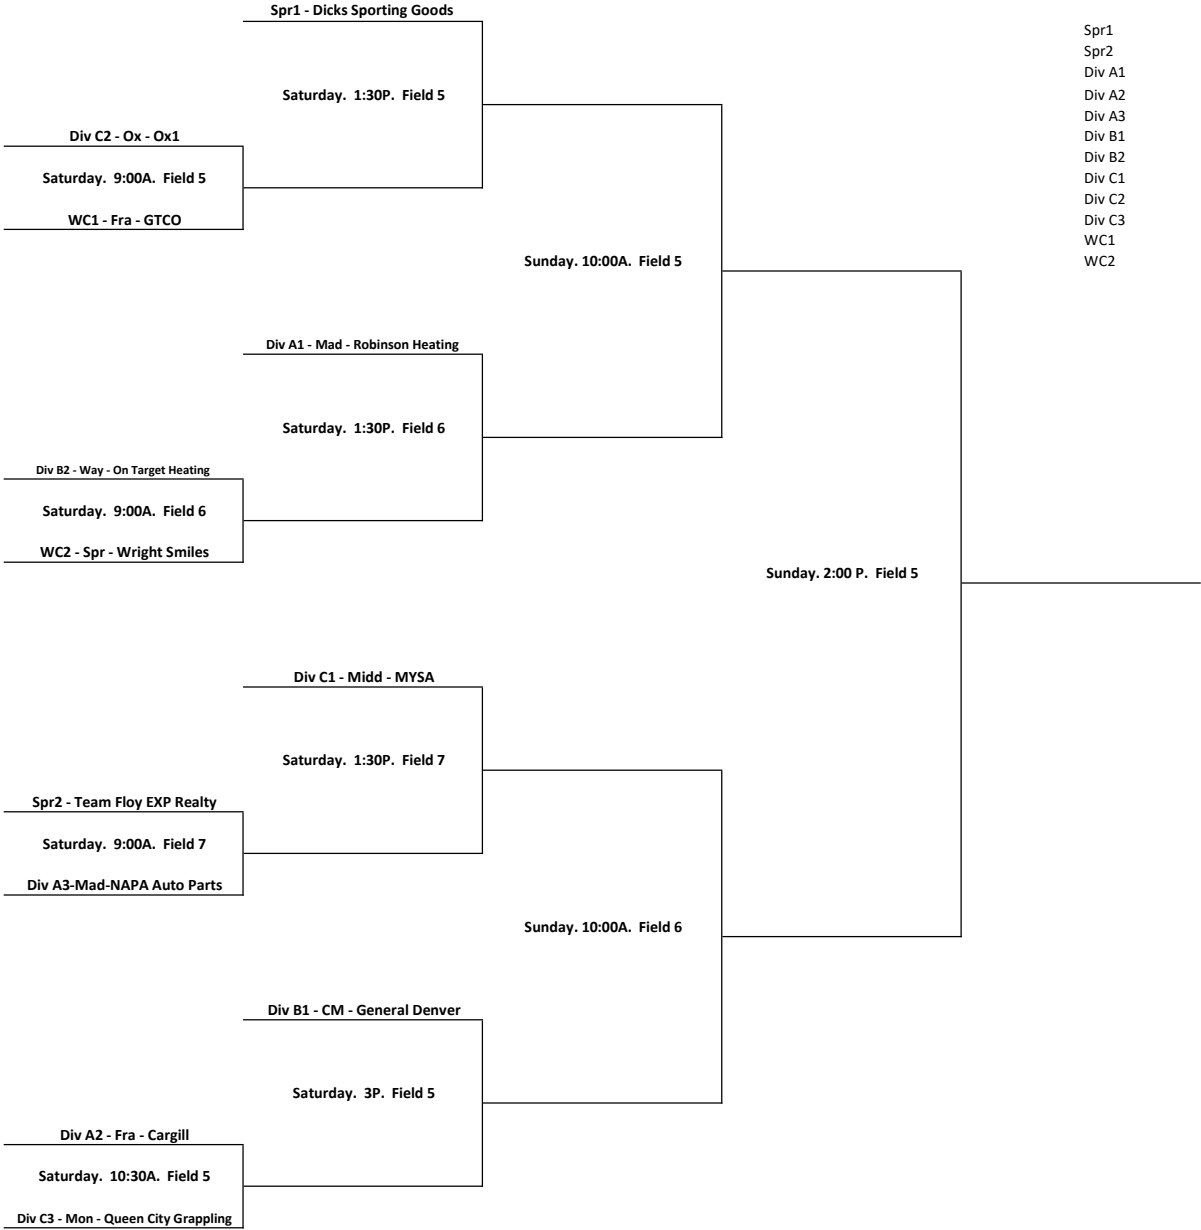 Spr1 - Dicks Sporting Goods
Spr1
Spr2
Div A1
Saturday.  1:30P.  Field 5
Div A2
Div A3
Div C2 - Ox - Ox1
Div B1
Div B2
Saturday.  9:00A.  Field 5
Div C1
Div C2
WC1 - Fra - GTCO
Div C3
WC1
Sunday. 10:00A.  Field 5
WC2
Div A1 - Mad - Robinson Heating
Saturday.  1:30P.  Field 6
Div B2 - Way - On Target Heating
Saturday.  9:00A.  Field 6
WC2 - Spr - Wright Smiles
Sunday. 2:00 P.  Field 5
Div C1 - Midd - MYSA
Saturday.  1:30P.  Field 7
Spr2 - Team Floy EXP Realty
Saturday.  9:00A.  Field 7
Div A3-Mad-NAPA Auto Parts
Sunday. 10:00A.  Field 6
Div B1 - CM - General Denver
Saturday.  3P.  Field 5
Div A2 - Fra - Cargill
Saturday.  10:30A.  Field 5
Div C3 - Mon - Queen City Grappling